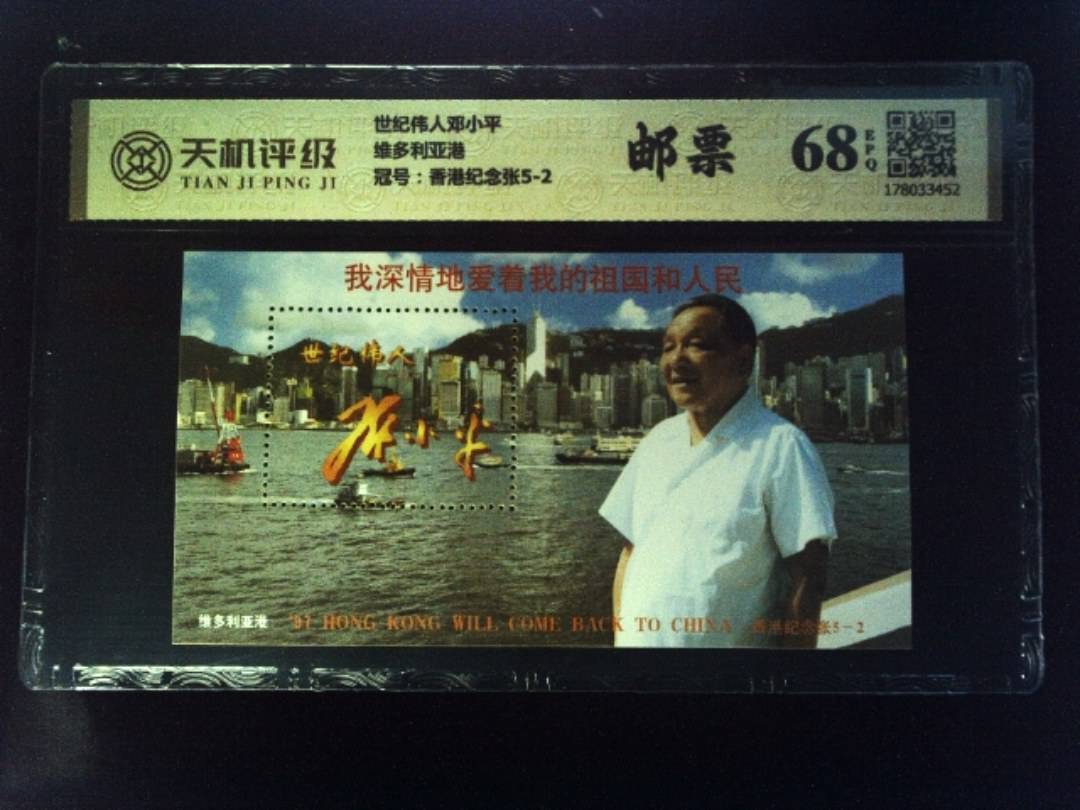 天机评级
TIAN JI PING JI
世纪伟人邓小平
维多利亚港
冠号：香港纪念张5-2
邮票
68
EPQ
178033452
我深情地爱着我的祖国和人民
世纪伟人
邓小平
维多利亚港 '97 HONG KONG WILL COME BACK TO CHINA 香港纪念张5-2